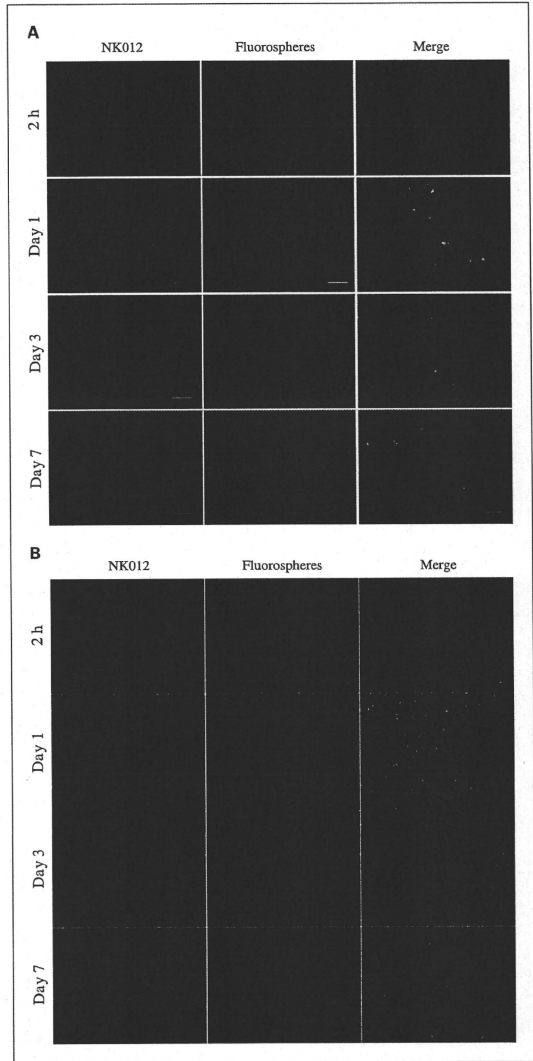 A
NK012 Fluorospheres Merge
2 h
Day 1
Day 3
Day 7
B
NK012 Fluorospheres Merge
2 h
Day 1
Day 3
Day 7